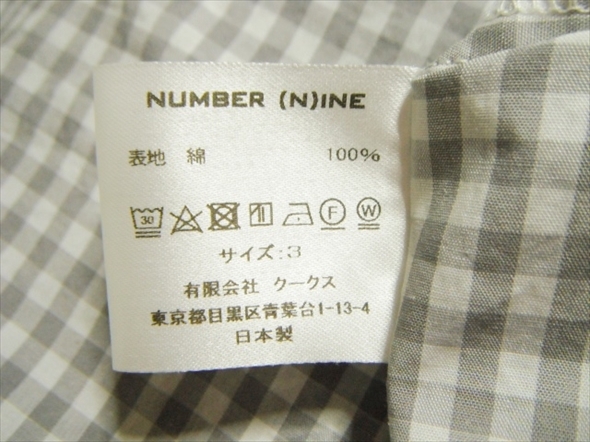 NUMBER (N)INE
表地 綿 100%
30 F W
サイズ:3
有限会社 クークス
東京都目黒区青葉台1-13-4
日本製